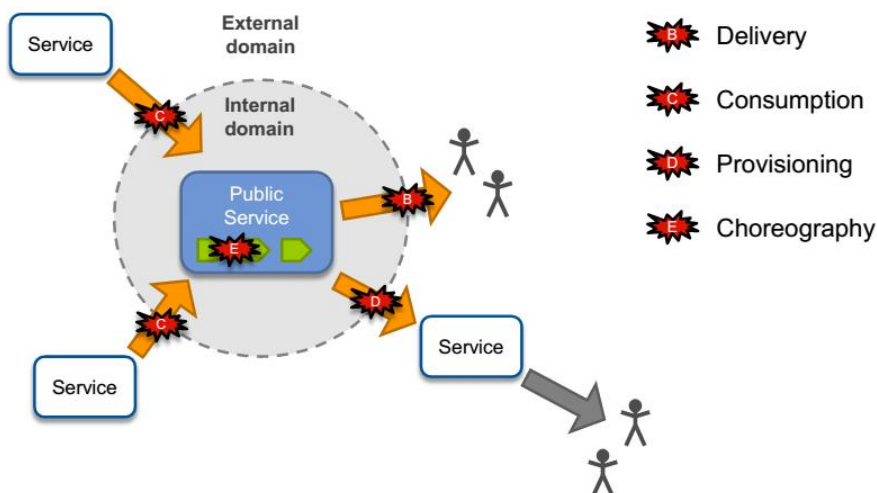 External
domain
Service
Internal
domain
C
Public
Service
B
E
D
C
Service
Service
B Delivery
C Consumption
D Provisioning
E Choreography